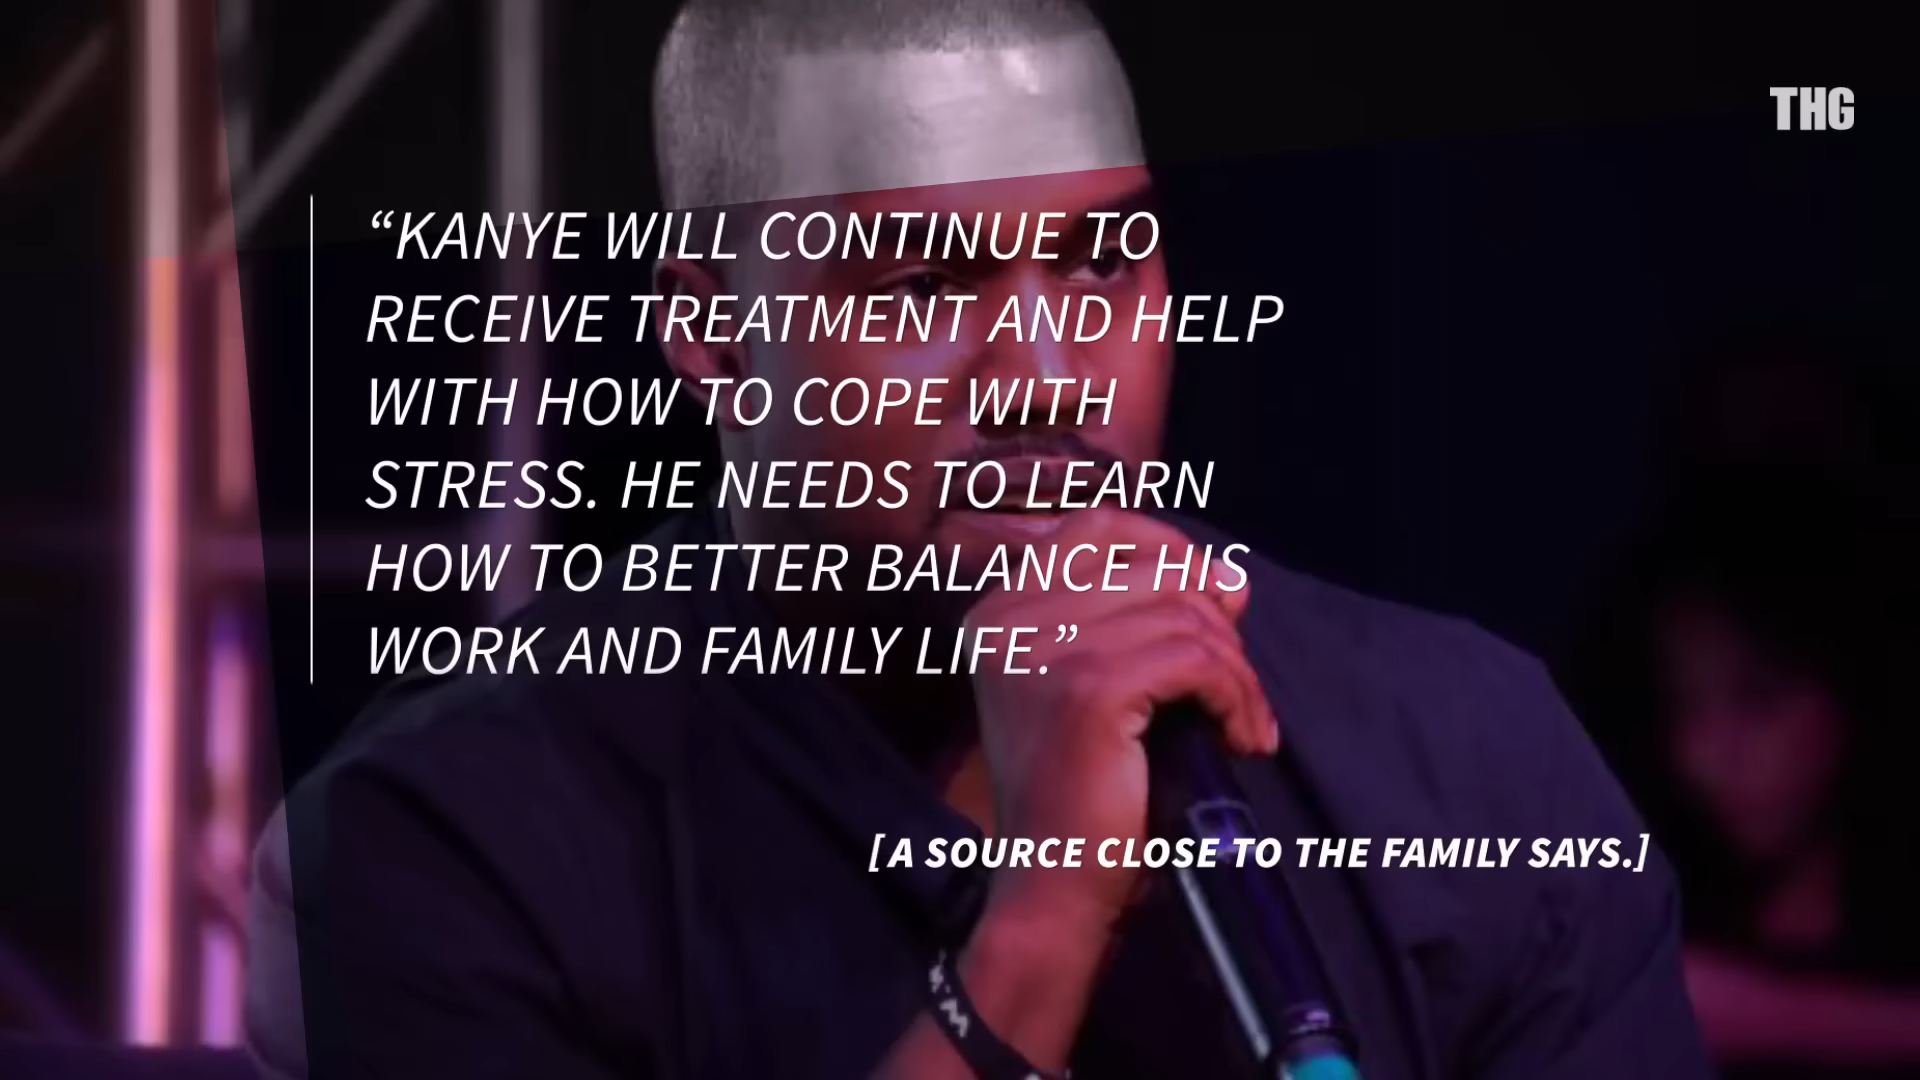 THG
“KANYE WILL CONTINUE TO
RECEIVE TREATMENT AND HELP
WITH HOW TO COPE WITH
STRESS. HE NEEDS TO LEARN
HOW TO BETTER BALANCE HIS
WORK AND FAMILY LIFE.”
[A SOURCE CLOSE TO THE FAMILY SAYS.]